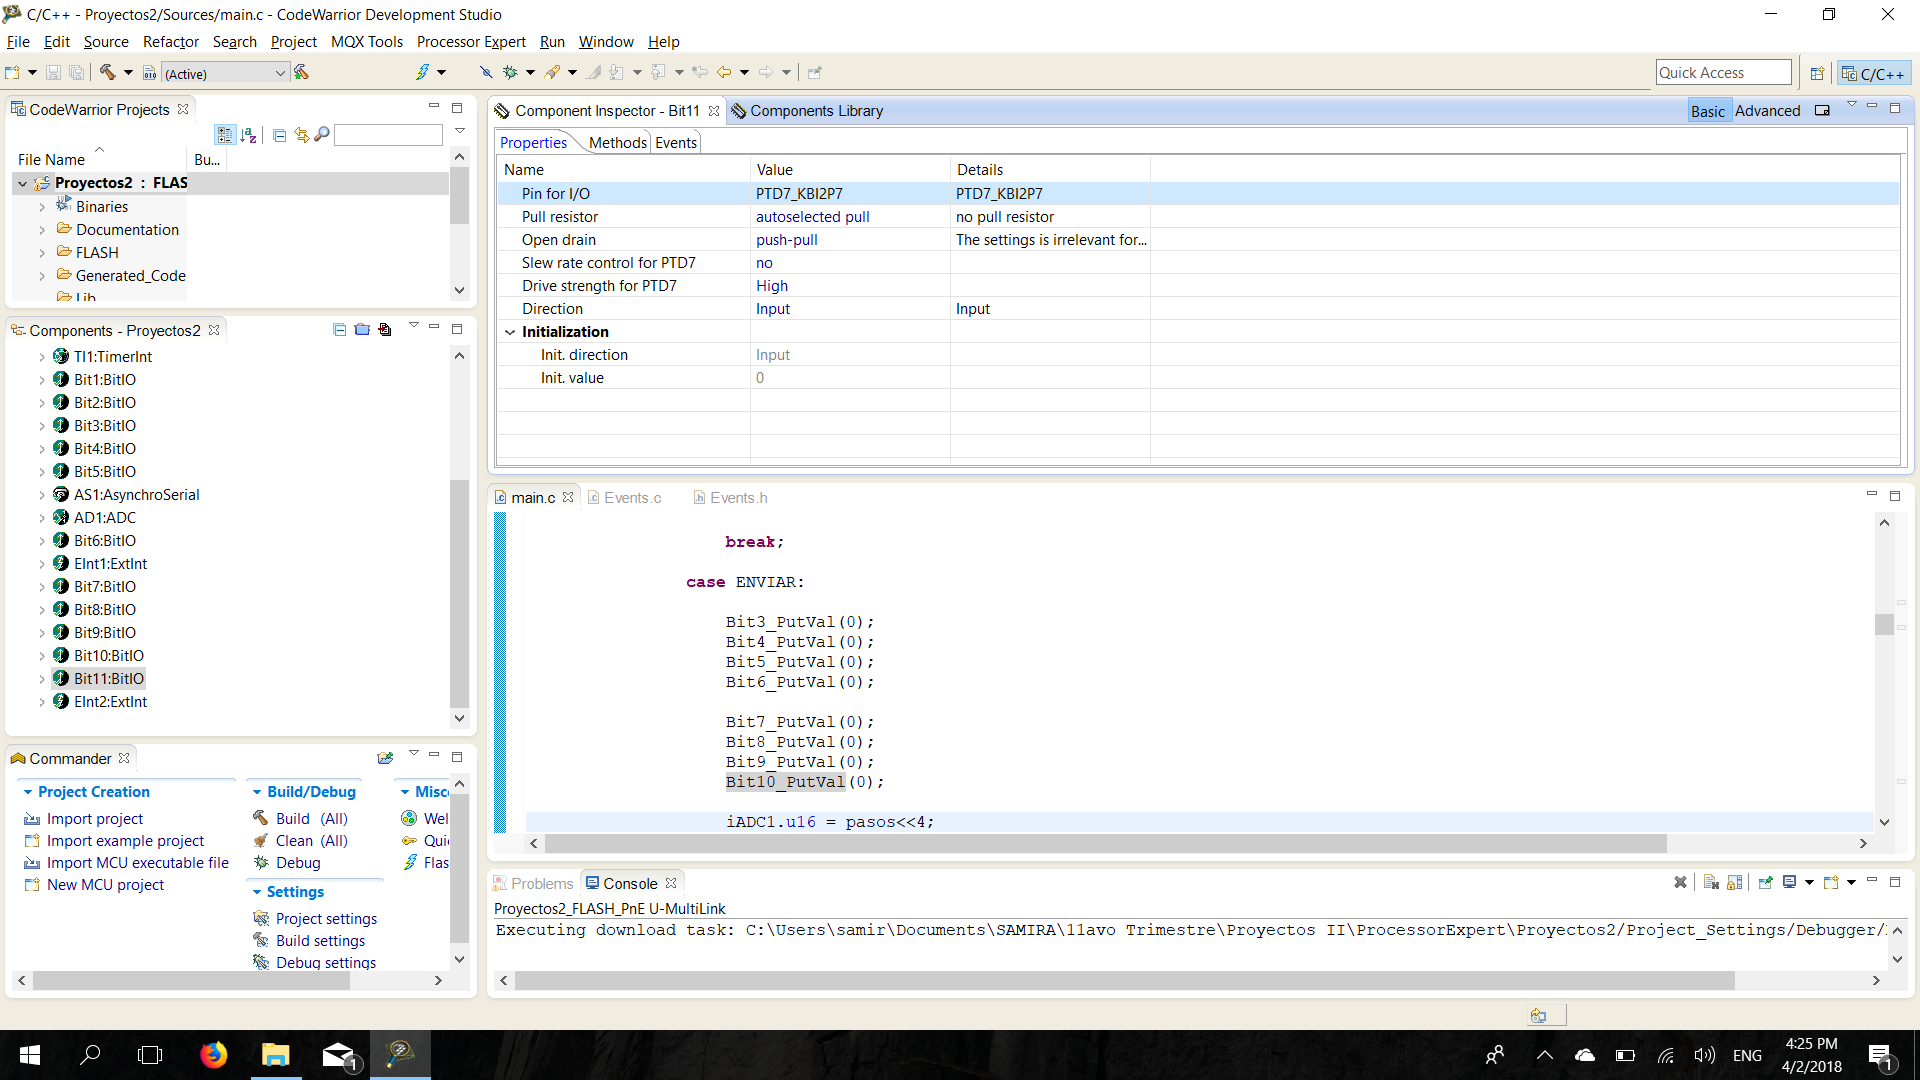 C/C++ - Proyectos2/Sources/main.c - CodeWarrior Development Studio
File Edit Source Refactor Search Project MQX Tools Processor Expert Run Window Help
(Active)
Quick Access
C/C++
CodeWarrior Projects
File Name
Bu...
Proyectos2 : FLAS
Binaries
Documentation
FLASH
Generated_Code
Lib
Components - Proyectos2
TI1:TimerInt
Bit1:BitIO
Bit2:BitIO
Bit3:BitIO
Bit4:BitIO
Bit5:BitIO
AS1:AsynchroSerial
AD1:ADC
Bit6:BitIO
EInt1:ExtInt
Bit7:BitIO
Bit8:BitIO
Bit9:BitIO
Bit10:BitIO
Bit11:BitIO
EInt2:ExtInt
Commander
Project Creation
Import project
Import example project
Import MCU executable file
New MCU project
Build/Debug
Build (All)
Clean (All)
Debug
Settings
Project settings
Build settings
Debug settings
Misc
Wel
Quic
Flas
Component Inspector - Bit11
Components Library
Basic Advanced
Properties Methods Events
Name Value Details
Pin for I/O PTD7_KBI2P7 PTD7_KBI2P7
Pull resistor autoselected pull no pull resistor
Open drain push-pull The settings is irrelevant for...
Slew rate control for PTD7 no
Drive strength for PTD7 High
Direction Input Input
Initialization
Init. direction Input
Init. value 0
main.c Events.c Events.h
break;
case ENVIAR:
Bit3_PutVal(0);
Bit4_PutVal(0);
Bit5_PutVal(0);
Bit6_PutVal(0);
Bit7_PutVal(0);
Bit8_PutVal(0);
Bit9_PutVal(0);
Bit10_PutVal(0);
iADC1.u16 = pasos<<4;
Problems Console
Proyectos2_FLASH_PnE U-MultiLink
Executing download task: C:\Users\samir\Documents\SAMIRA\11avo Trimestre\Proyectos II\ProcessorExpert\Proyectos2/Project_Settings/Debugger/
1
ENG
4:25 PM
4/2/2018
1